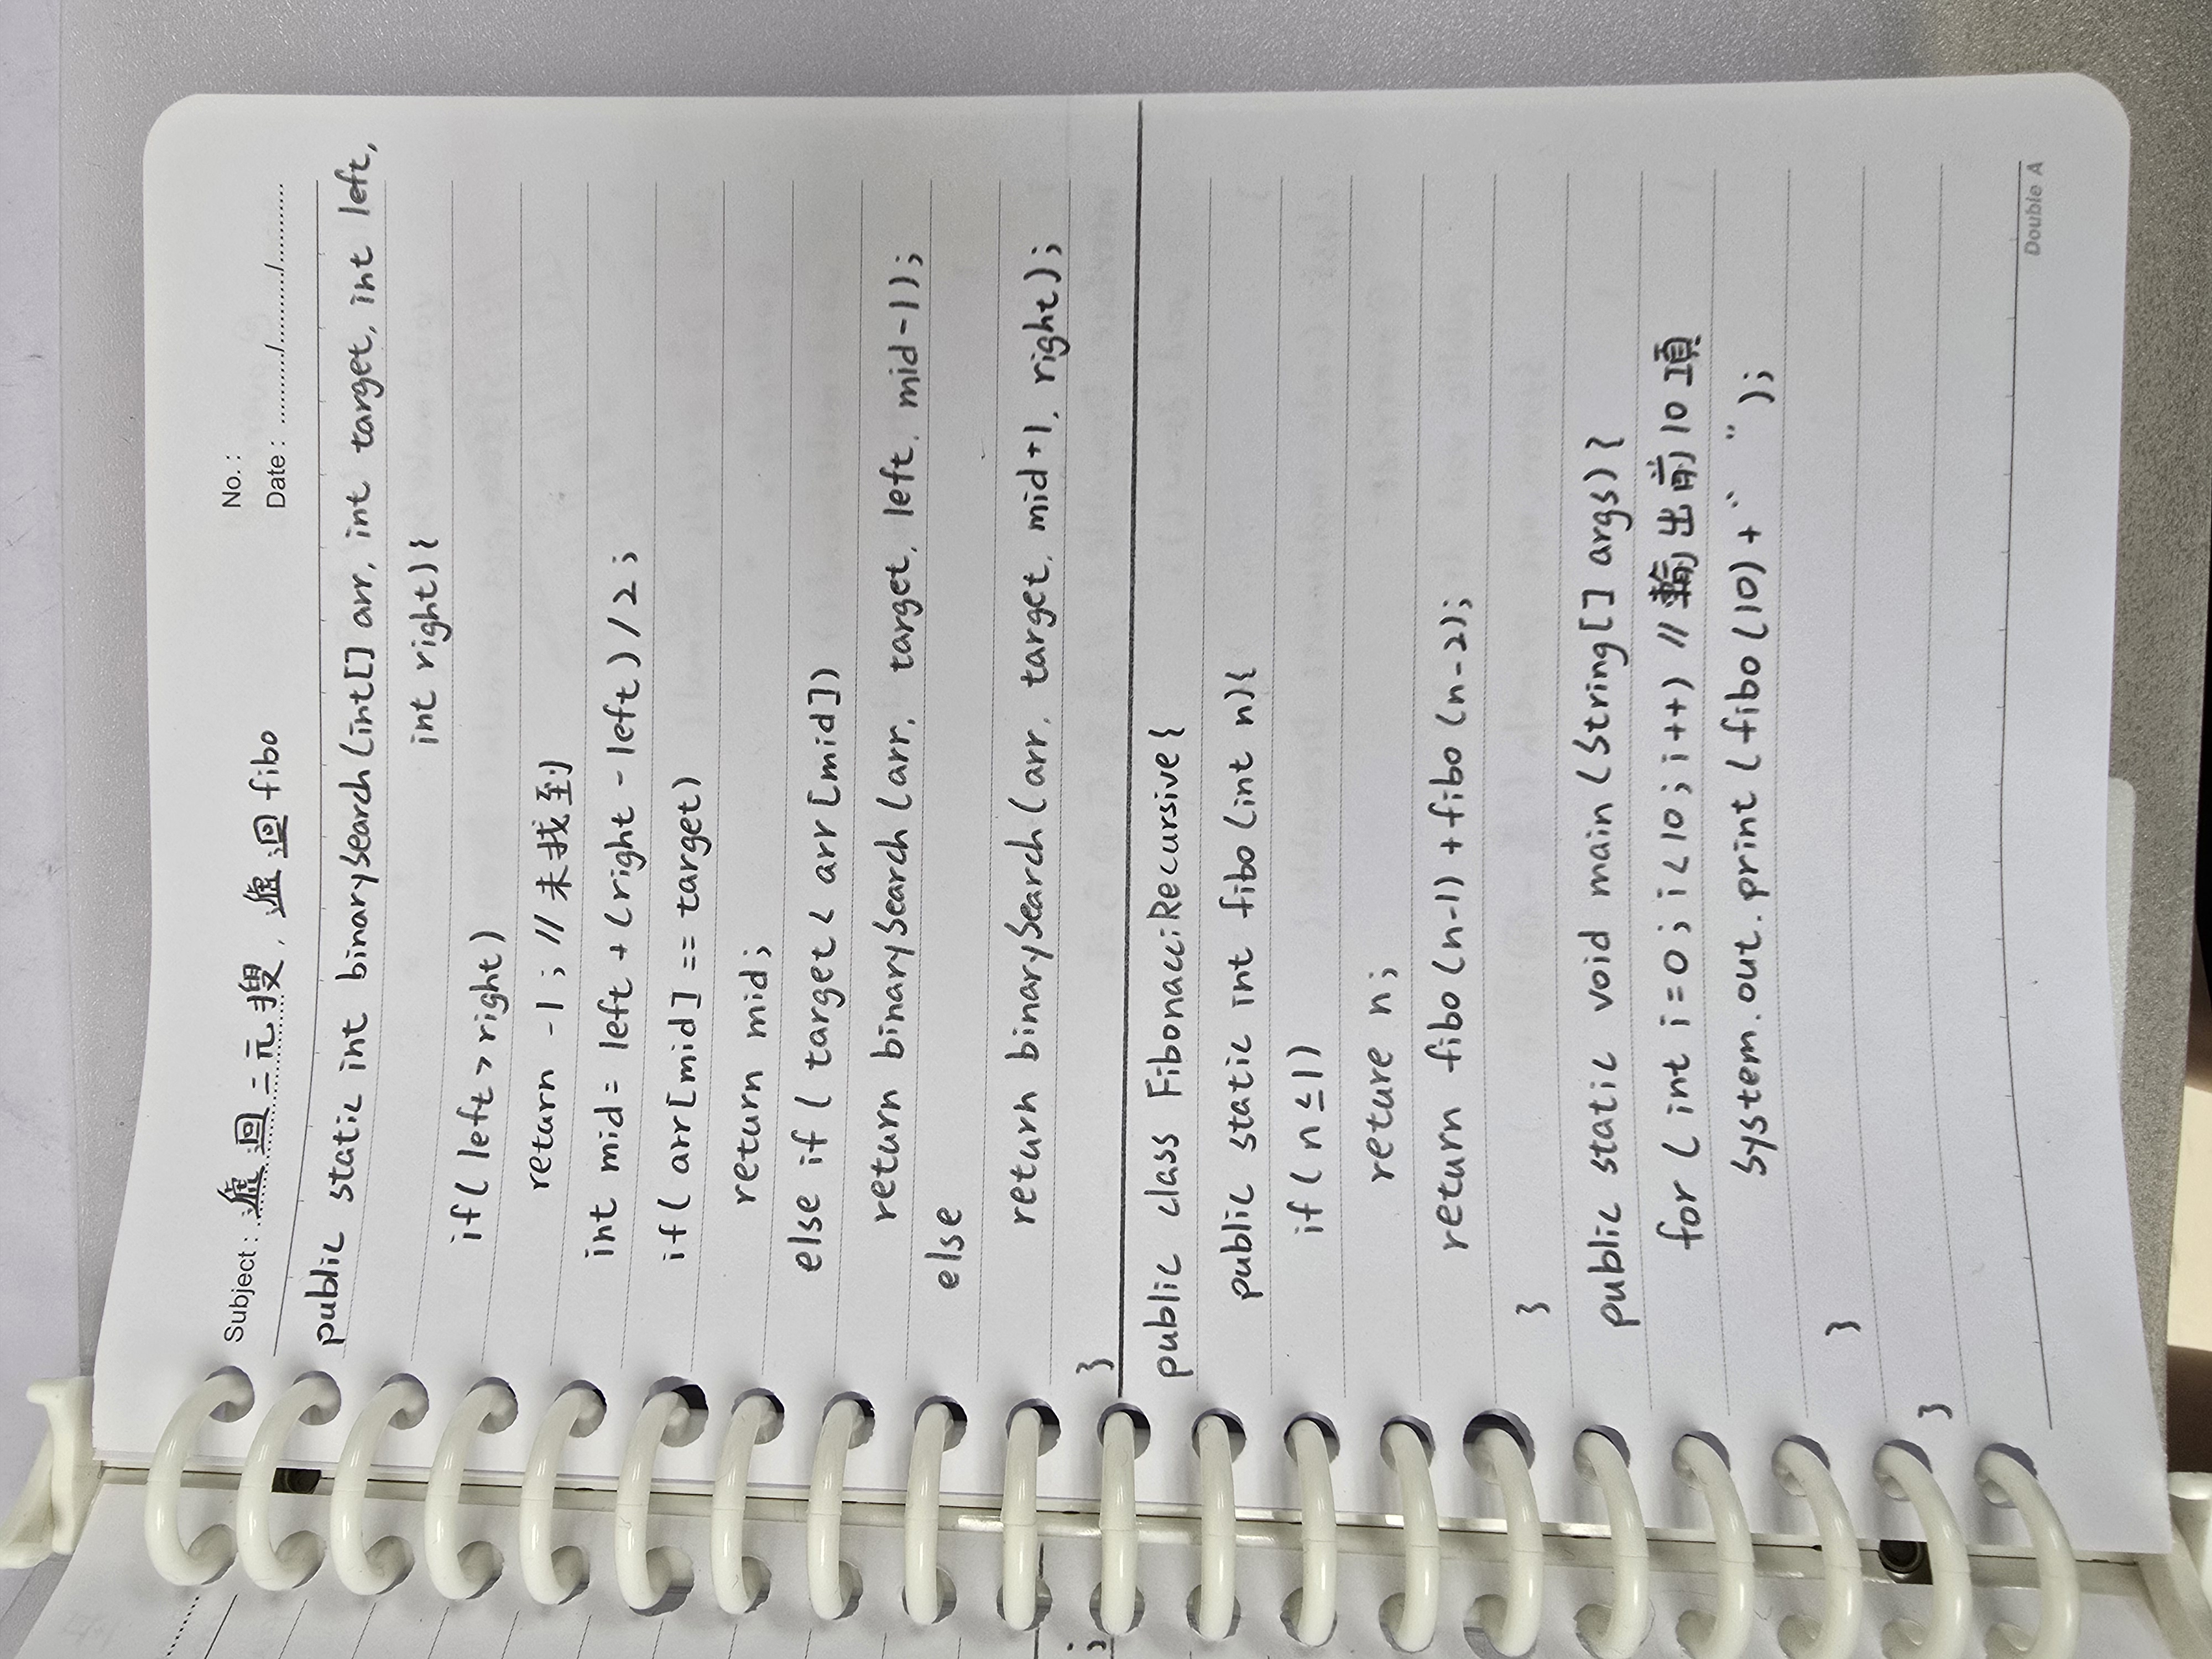 Subject : 遞迴二元搜, 遞迴fibo
No. :
Date : ........../........../...........
public static int binarySearch(int[] arr, int target, int left,
int right){
if( left > right)
return -1 ; // 未找到
int mid = left + (right - left) / 2 ;
if( arr[mid] == target)
return mid ;
else if ( target < arr[mid])
return binarySearch (arr, target, left, mid-1);
else
return binarySearch (arr, target, mid+1, right);
}
public class FibonacciRecursive{
public static int fibo (int n){
if( n ≤ 1)
reture n;
return fibo (n-1) + fibo (n-2);
}
public static void main (String[] args) {
for ( int i = 0 ; i < 10 ; i++) // 輸出前10項
System.out.print (fibo (10) + " ");
}
}
Double A
;